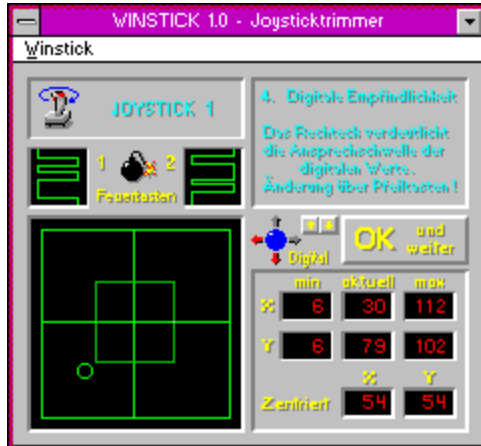 WINSTICK 1.0 - Joysticktrimmer
Winstick
JOYSTICK 1
4. Digitale Empfindlichkeit
Das Rechteck verdeutlicht
die Ansprechschwelle der
digitalen Werte.
Änderung über Pfeiltasten !
1 2
Feuertasten
Digital
OK und
weiter
min aktuell max
X 6 30 112
Y 6 79 102
X Y
Zentriert 54 54